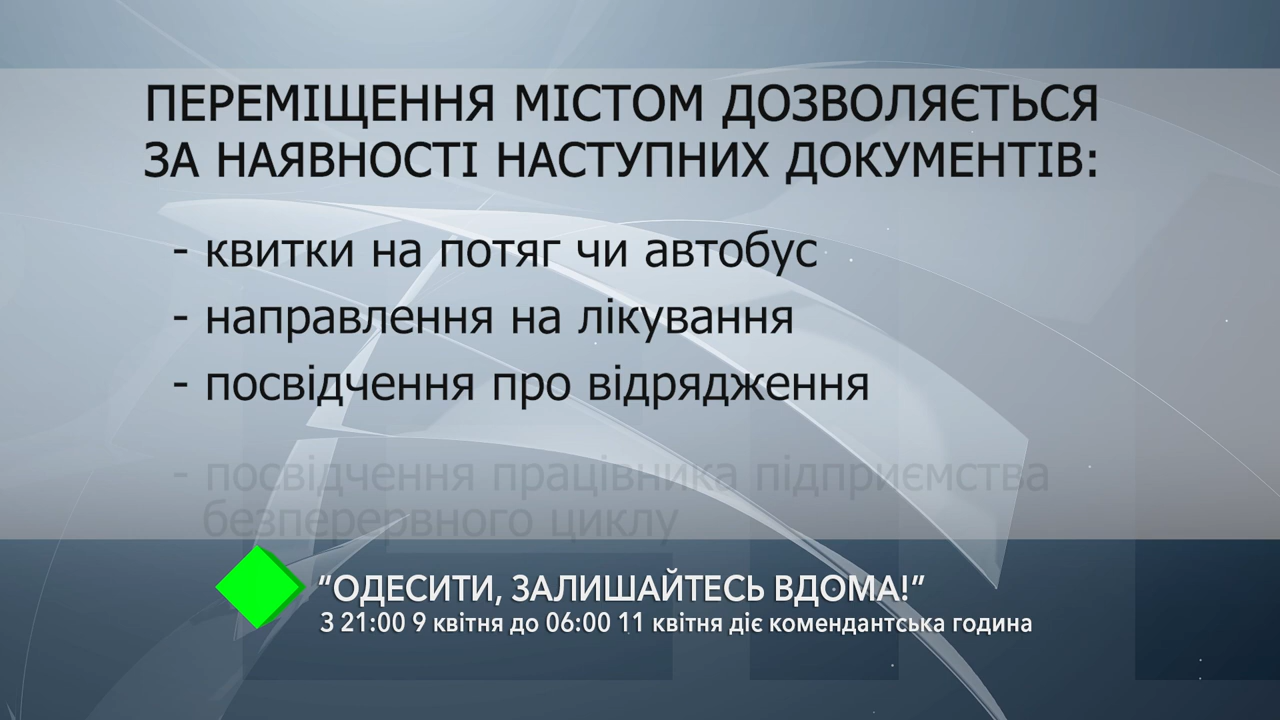 ПЕРЕМІЩЕННЯ МІСТОМ ДОЗВОЛЯЄТЬСЯ
ЗА НАЯВНОСТІ НАСТУПНИХ ДОКУМЕНТІВ:
- квитки на потяг чи автобус
- направлення на лікування
- посвідчення про відрядження
- посвідчення працівника підприємства
безперервного циклу
“ОДЕСИТИ, ЗАЛИШАЙТЕСЬ ВДОМА!”
З 21:00 9 квітня до 06:00 11 квітня діє комендантська година